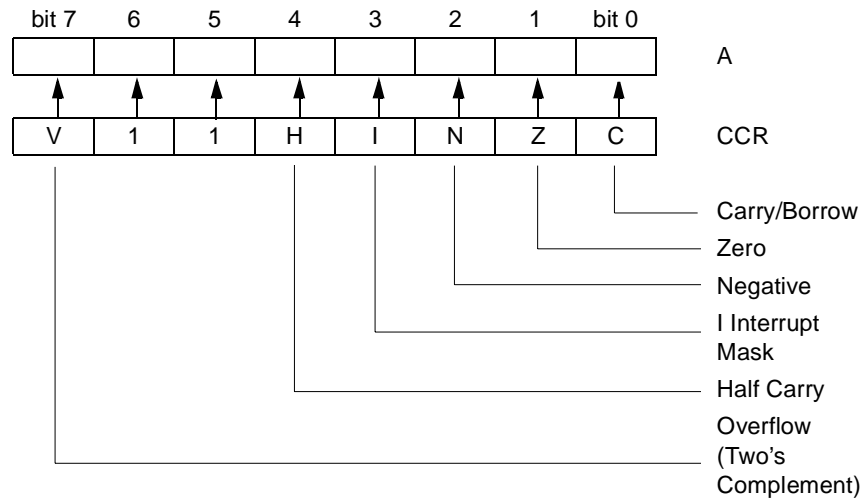 bit 7 6 5 4 3 2 1 bit 0
A
V 1 1 H I N Z C
CCR
Carry/Borrow
Zero
Negative
I Interrupt
Mask
Half Carry
Overflow
(Two's
Complement)